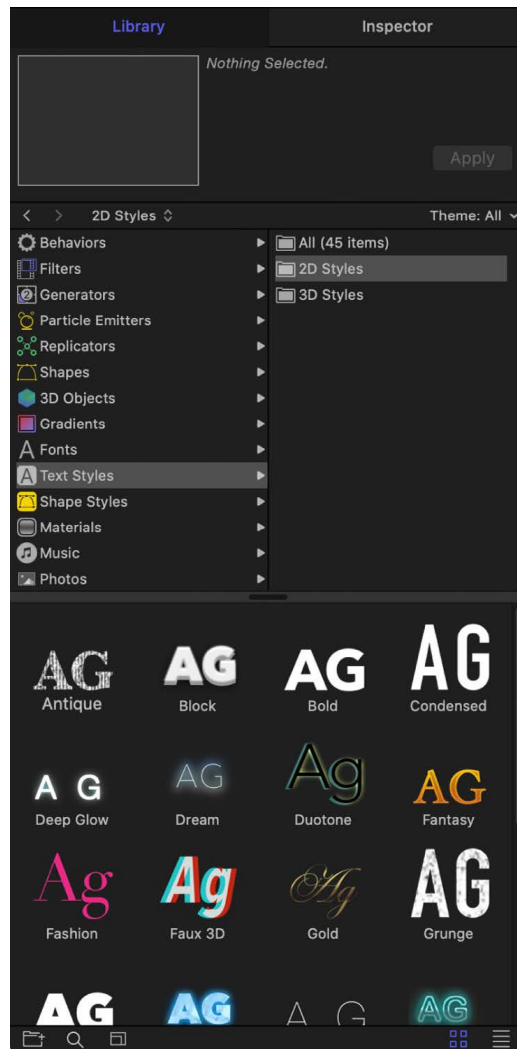 Library Inspector
Nothing Selected.
Apply
2D Styles Theme: All
Behaviors All (45 items)
Filters 2D Styles
Generators 3D Styles
Particle Emitters
Replicators
Shapes
3D Objects
Gradients
A Fonts
A Text Styles
Shape Styles
Materials
Music
Photos
AG AG AG AG
Antique Block Bold Condensed
A G AG Ag AG
Deep Glow Dream Duotone Fantasy
Ag Ag Ag AG
Fashion Faux 3D Gold Grunge
AG AG A G AG